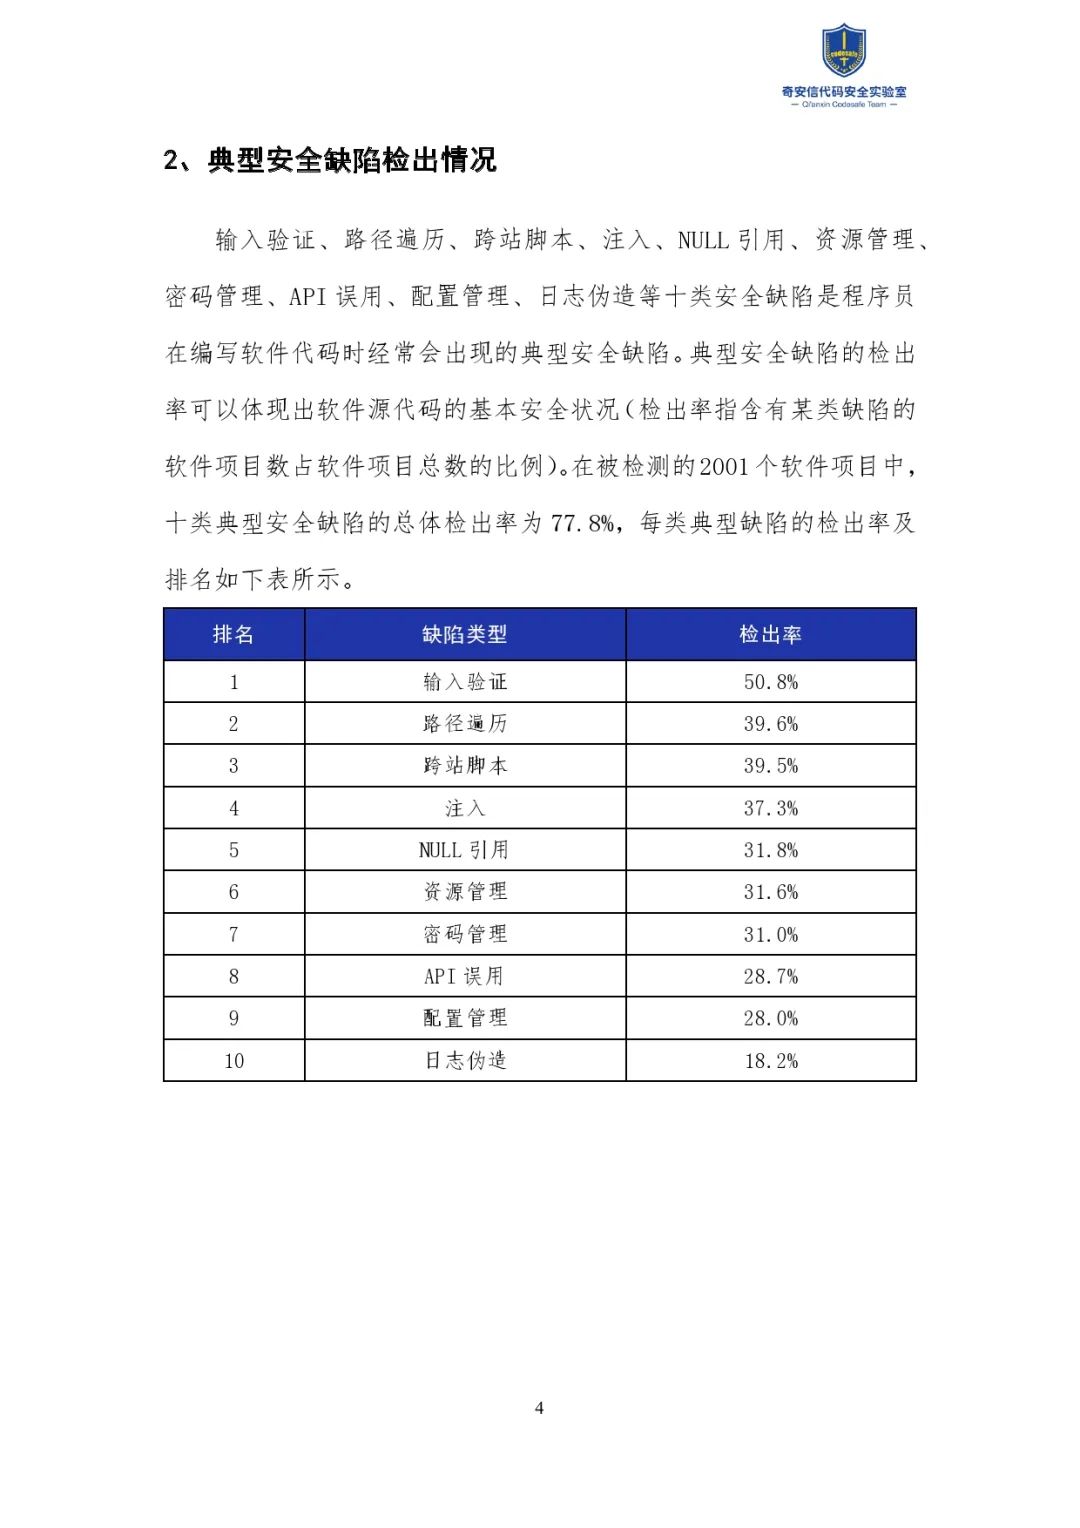 codesafe
奇安信代码安全实验室
— Qi'anxin Codesafe Team —
2、典型安全缺陷检出情况
输入验证、路径遍历、跨站脚本、注入、NULL 引用、资源管理、
密码管理、API 误用、配置管理、日志伪造等十类安全缺陷是程序员
在编写软件代码时经常会出现的典型安全缺陷。典型安全缺陷的检出
率可以体现出软件源代码的基本安全状况（检出率指含有某类缺陷的
软件项目数占软件项目总数的比例）。在被检测的2001个软件项目中，
十类典型安全缺陷的总体检出率为 77.8%，每类典型缺陷的检出率及
排名如下表所示。
排名 缺陷类型 检出率
1 输入验证 50.8%
2 路径遍历 39.6%
3 跨站脚本 39.5%
4 注入 37.3%
5 NULL 引用 31.8%
6 资源管理 31.6%
7 密码管理 31.0%
8 API 误用 28.7%
9 配置管理 28.0%
10 日志伪造 18.2%
4